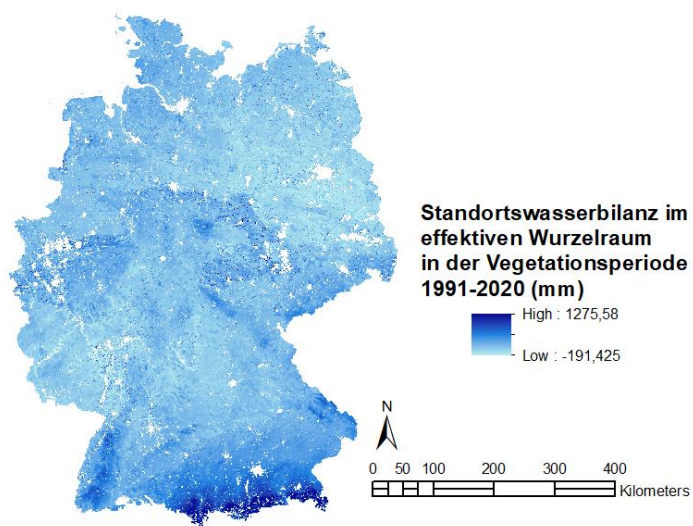 Standortswasserbilanz im
effektiven Wurzelraum
in der Vegetationsperiode
1991-2020 (mm)
High : 1275,58
Low : -191,425
N
0 50 100 200 300 400
Kilometers